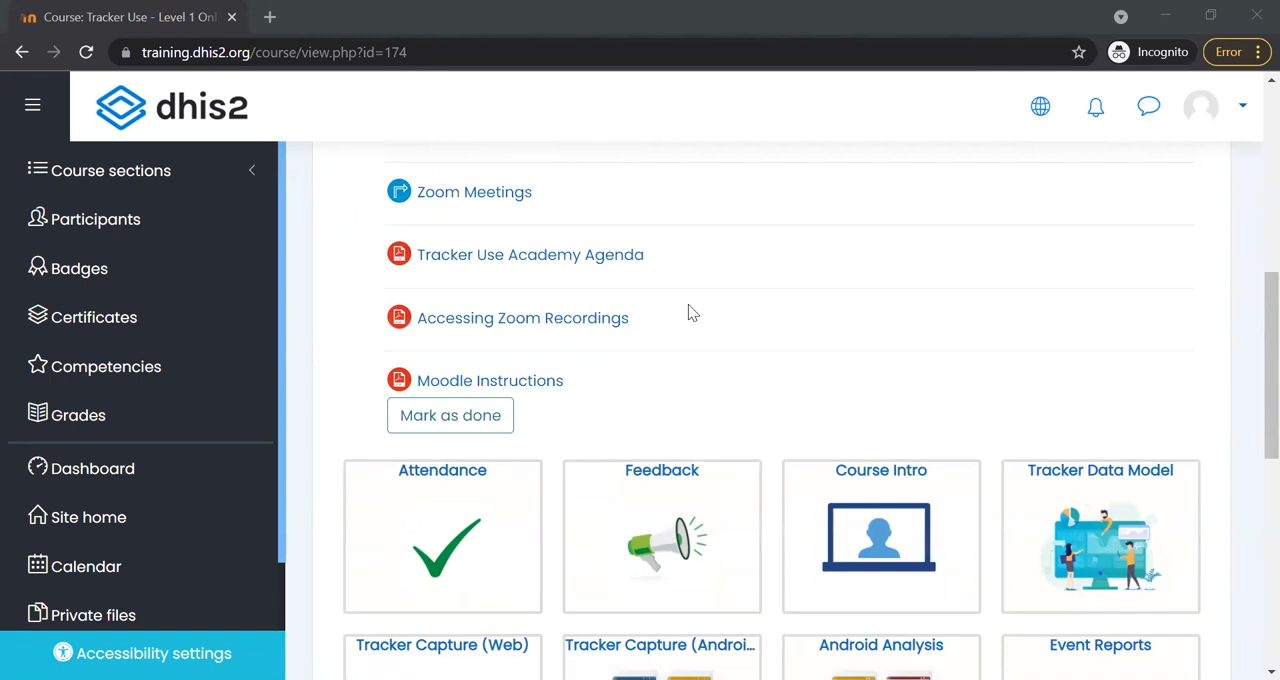 Course: Tracker Use - Level 1 Onl
training.dhis2.org/course/view.php?id=174
Incognito
Error
dhis2
Course sections
Participants
Badges
Certificates
Competencies
Grades
Dashboard
Site home
Calendar
Private files
Accessibility settings
Zoom Meetings
Tracker Use Academy Agenda
Accessing Zoom Recordings
Moodle Instructions
Mark as done
Attendance
Feedback
Course Intro
Tracker Data Model
Tracker Capture (Web)
Tracker Capture (Androi...
Android Analysis
Event Reports